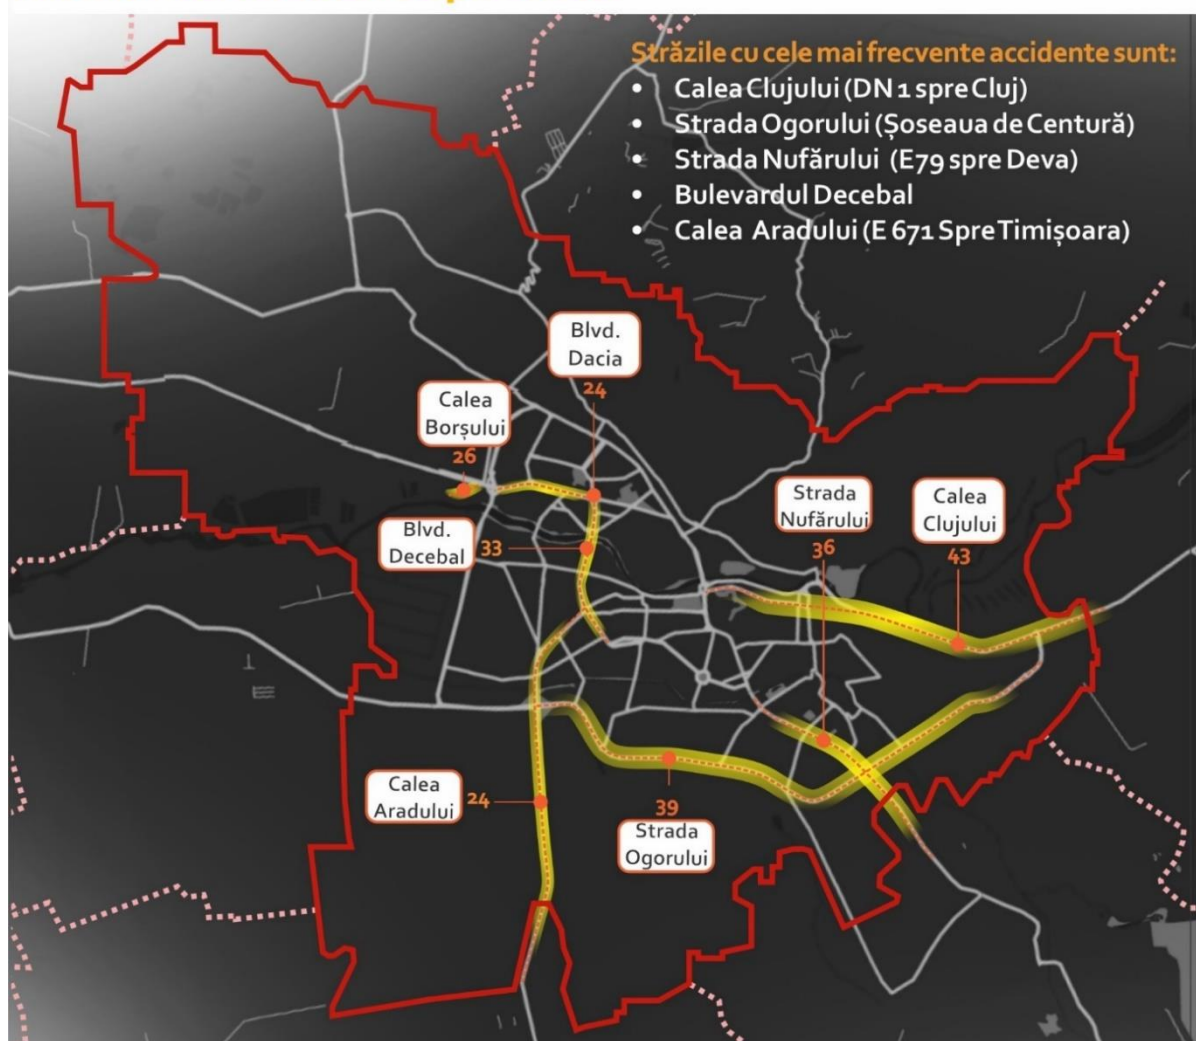 Străzile cu cele mai frecvente accidente sunt:
• Calea Clujului (DN 1 spre Cluj)
• Strada Ogorului (Șoseaua de Centură)
• Strada Nufărului (E79 spre Deva)
• Bulevardul Decebal
• Calea Aradului (E 671 Spre Timișoara)
Blvd.
Dacia
24
Calea
Borșului
26
Strada
Nufărului
36
Calea
Clujului
43
Blvd.
Decebal
33
Calea
Aradului
24
39
Strada
Ogorului